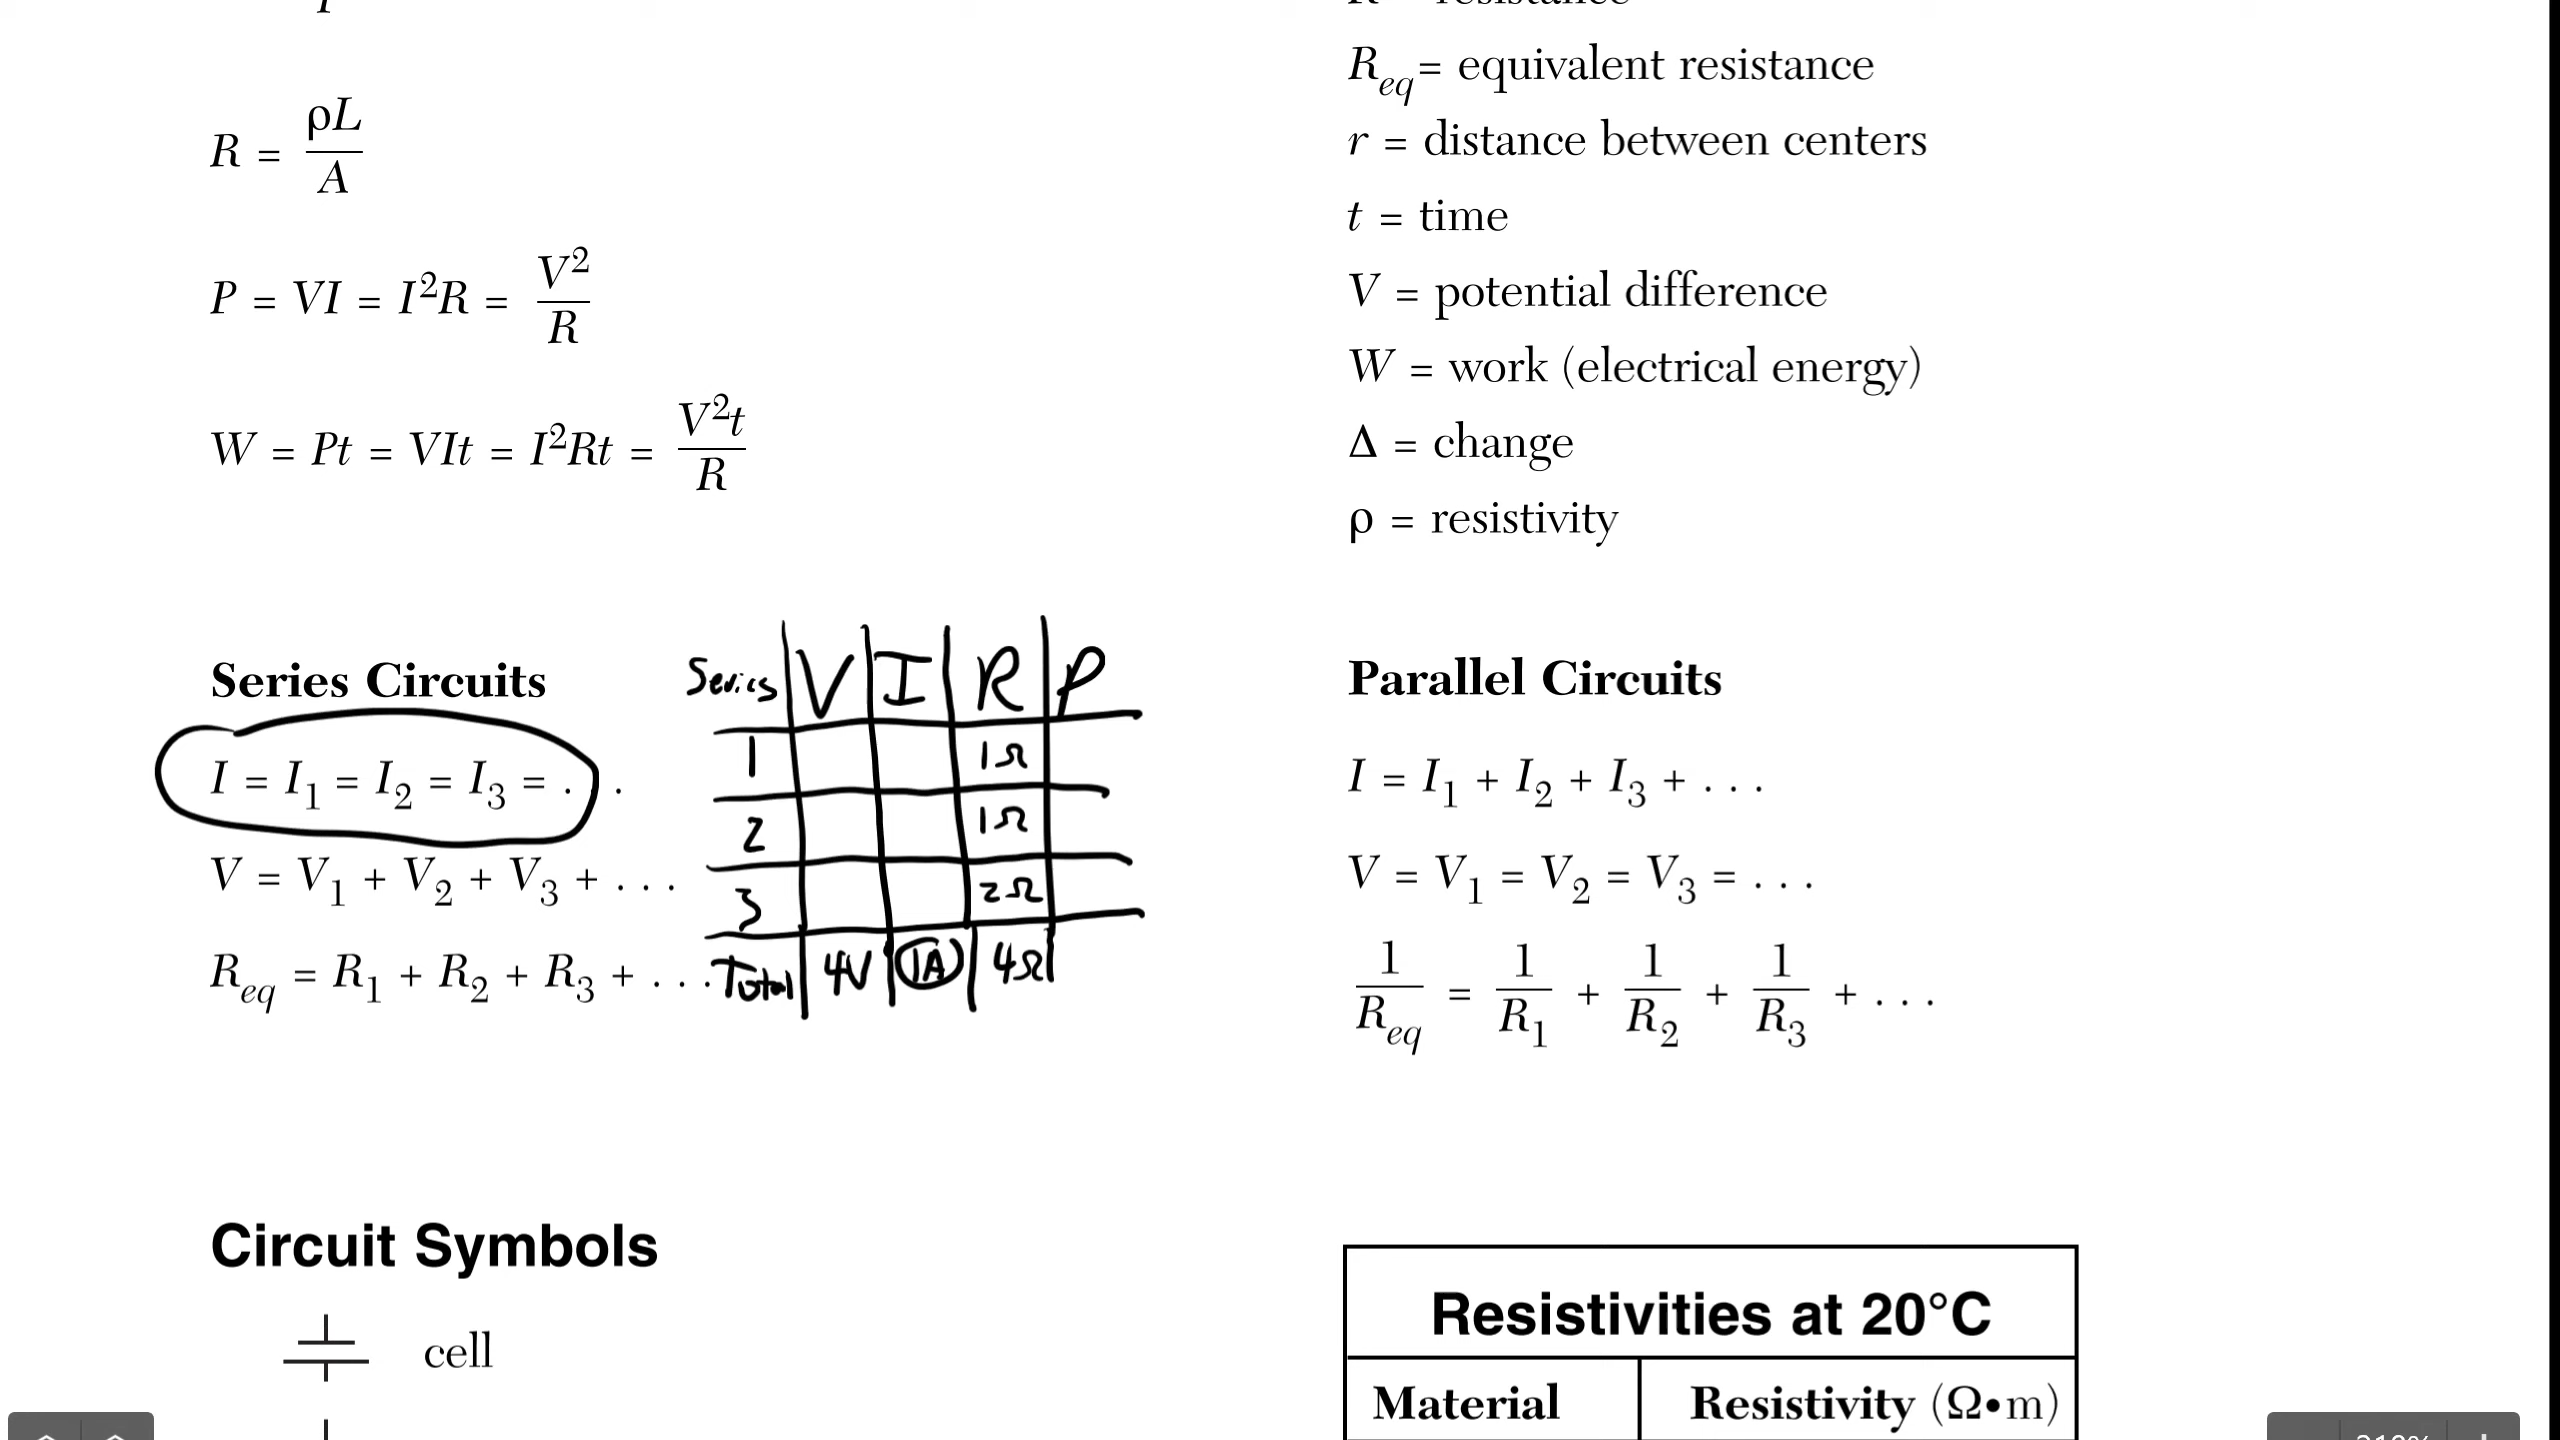 R = ρL/A
P = VI = I²R = V²/R
W = Pt = VIt = I²Rt = V²t/R
Series Circuits
I = I₁ = I₂ = I₃ = . . .
V = V₁ + V₂ + V₃ + . . .
R_eq = R₁ + R₂ + R₃ + . . .
Series V I R P
1 1Ω
2 1Ω
3 2Ω
Total 4V 1A 4Ω
Circuit Symbols
cell
R_eq = equivalent resistance
r = distance between centers
t = time
V = potential difference
W = work (electrical energy)
Δ = change
ρ = resistivity
Parallel Circuits
I = I₁ + I₂ + I₃ + . . .
V = V₁ = V₂ = V₃ = . . .
1/R_eq = 1/R₁ + 1/R₂ + 1/R₃ + . . .
Resistivities at 20°C
Material Resistivity (Ω•m)